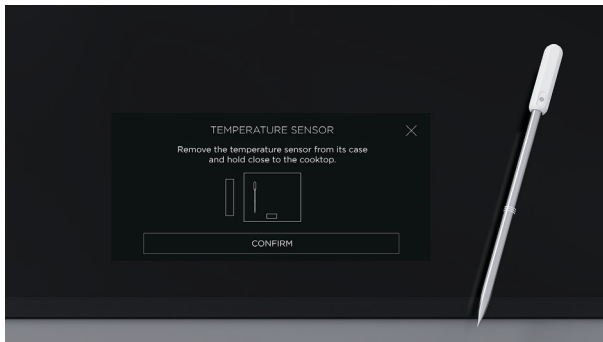 TEMPERATURE SENSOR
Remove the temperature sensor from its case
and hold close to the cooktop.
CONFIRM